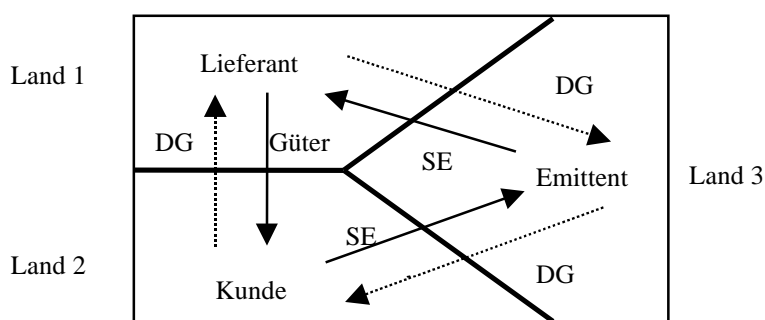 Lieferant
Land 1
DG
DG
Güter
SE
Emittent
Land 3
SE
Land 2
DG
Kunde